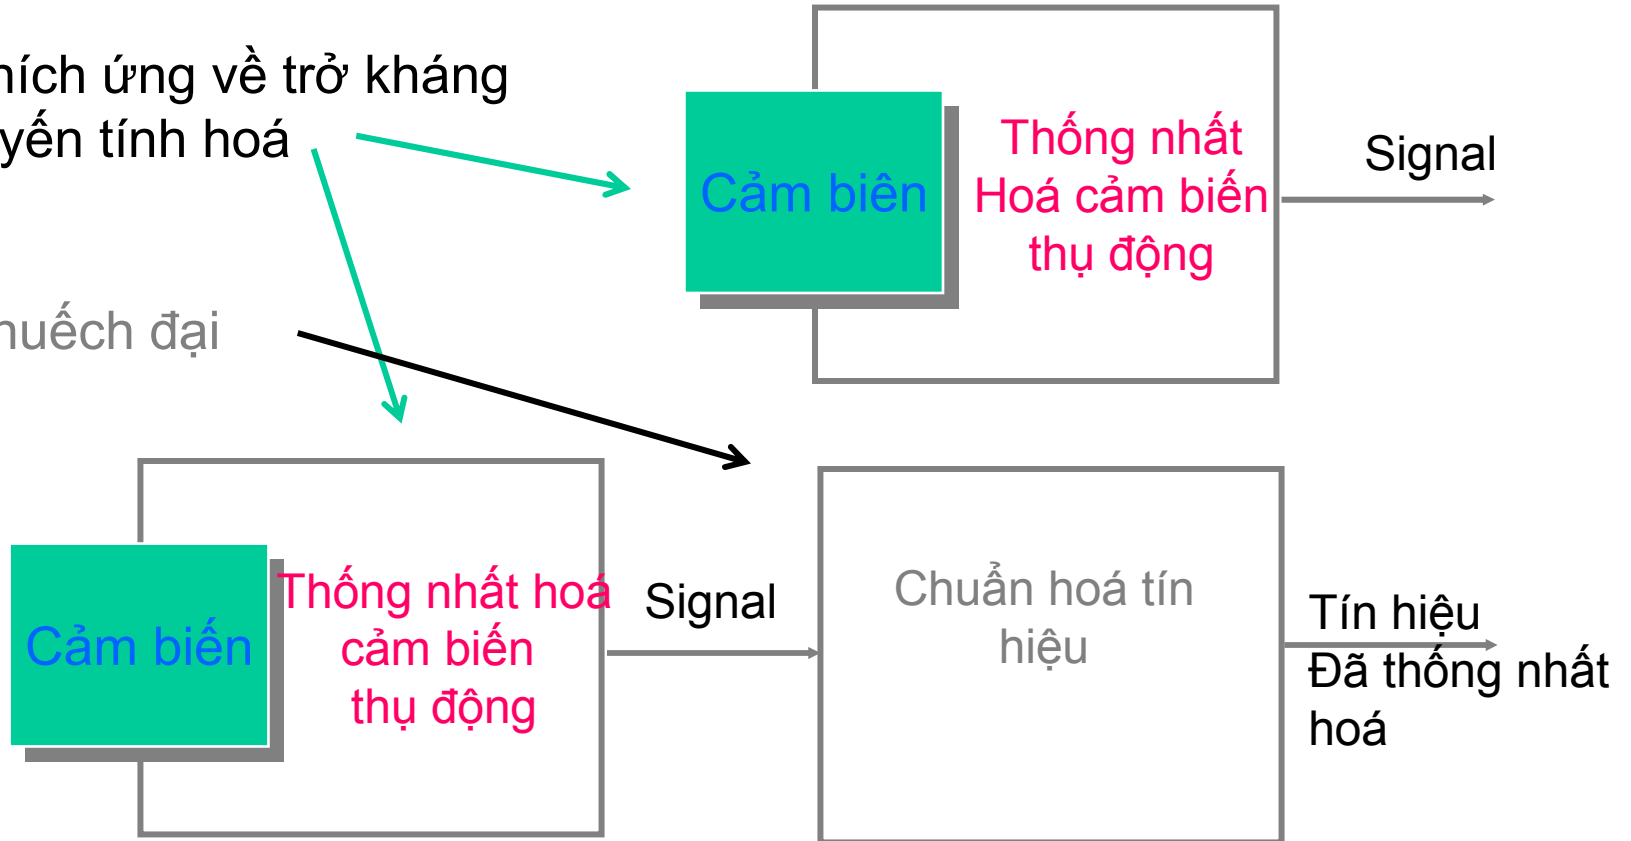 ích ứng về trở kháng
yến tính hoá
Cảm biên
Thống nhất
Hoá cảm biến
thụ động
Signal
huếch đại
Cảm biến
Thống nhất hoá
cảm biến
thụ động
Signal
Chuẩn hoá tín
hiệu
Tín hiệu
Đã thống nhất
hoá